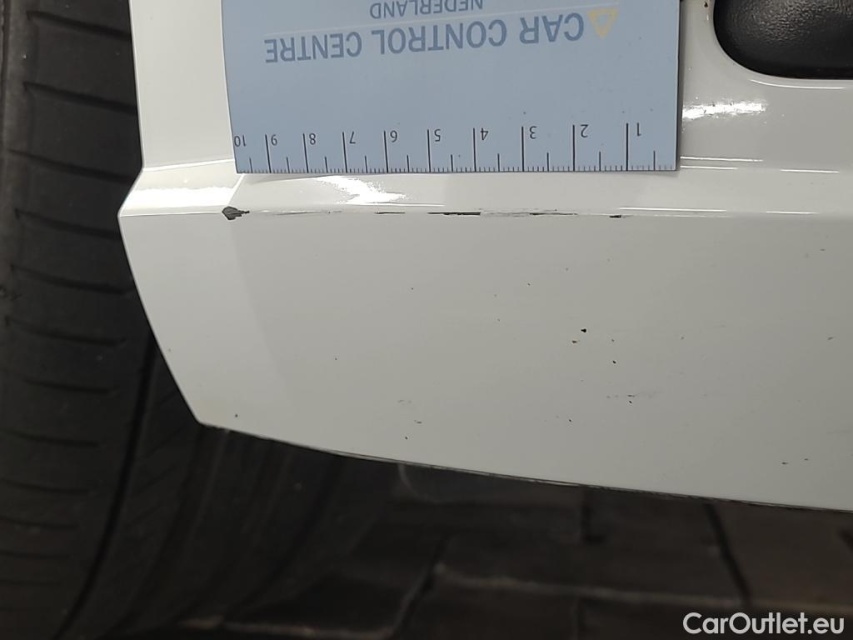 NEDERLAND
CAR CONTROL CENTRE
10 9 8 7 6 5 4 3 2 1
CarOutlet.eu